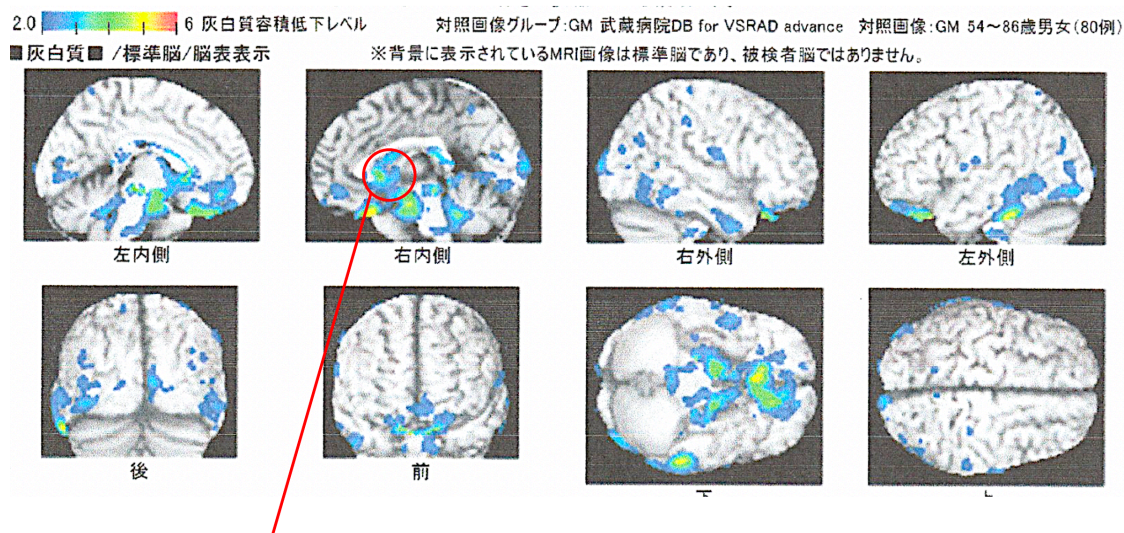 2.0 6 灰白質容積低下レベル 対照画像グループ:GM 武蔵病院DB for VSRAD advance 対照画像:GM 54〜86歳男女(80例)
■灰白質■ /標準脳/脳表表示 ※背景に表示されているMRI画像は標準脳であり、被検者脳ではありません。
左内側 右内側 右外側 左外側
後 前